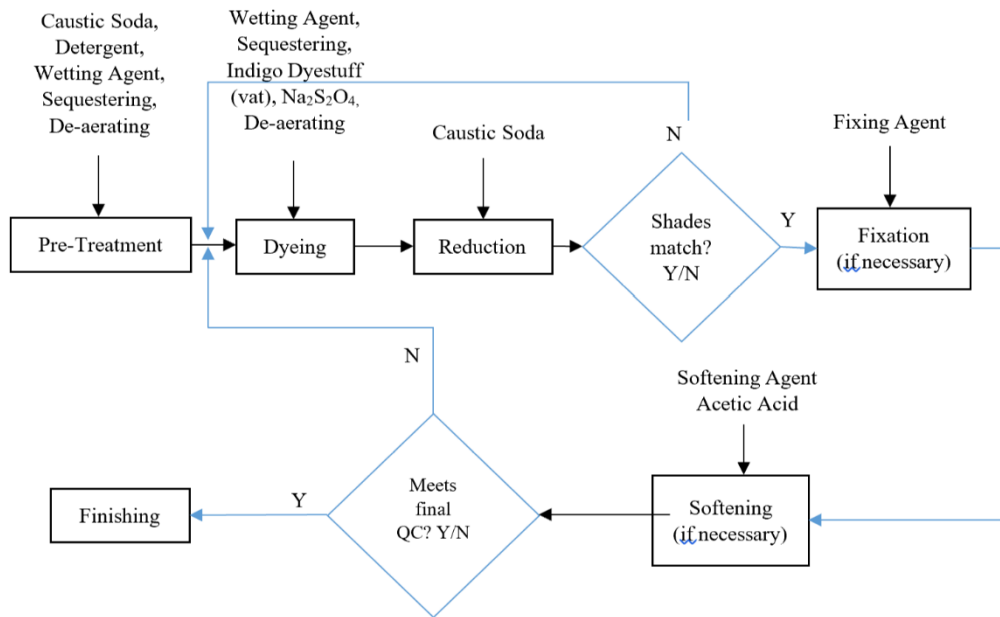 Caustic Soda,
Detergent,
Wetting Agent,
Sequestering,
De-aerating
Wetting Agent,
Sequestering,
Indigo Dyestuff
(vat), Na₂S₂O₄,
De-aerating
Caustic Soda
N
Fixing Agent
Pre-Treatment
Dyeing
Reduction
Shades
match?
Y/N
Y
Fixation
(if necessary)
N
Softening Agent
Acetic Acid
Finishing
Y
Meets
final
QC? Y/N
Softening
(if necessary)